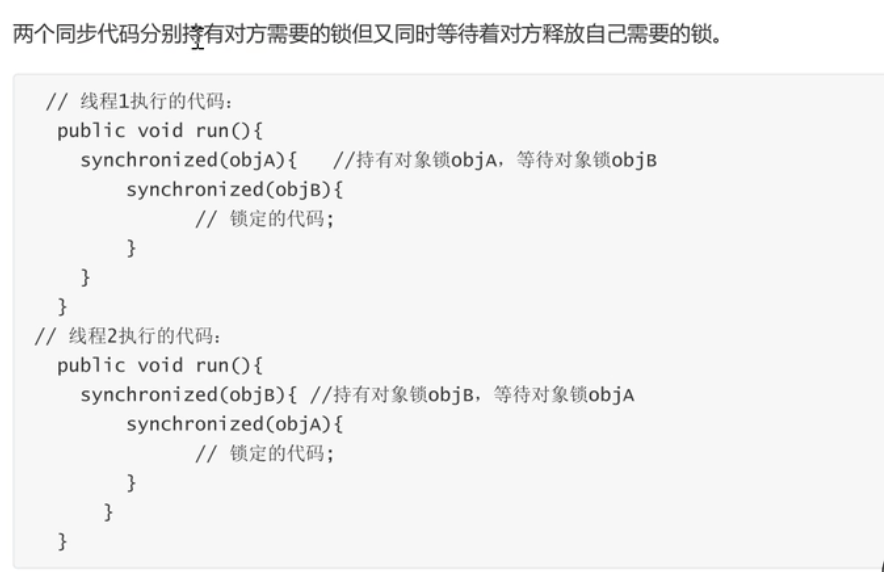 两个同步代码分别持有对方需要的锁但又同时等待着对方释放自己需要的锁。
// 线程1执行的代码：
public void run(){
synchronized(objA){ //持有对象锁objA，等待对象锁objB
synchronized(objB){
// 锁定的代码;
}
}
}
// 线程2执行的代码：
public void run(){
synchronized(objB){ //持有对象锁objB，等待对象锁objA
synchronized(objA){
// 锁定的代码;
}
}
}